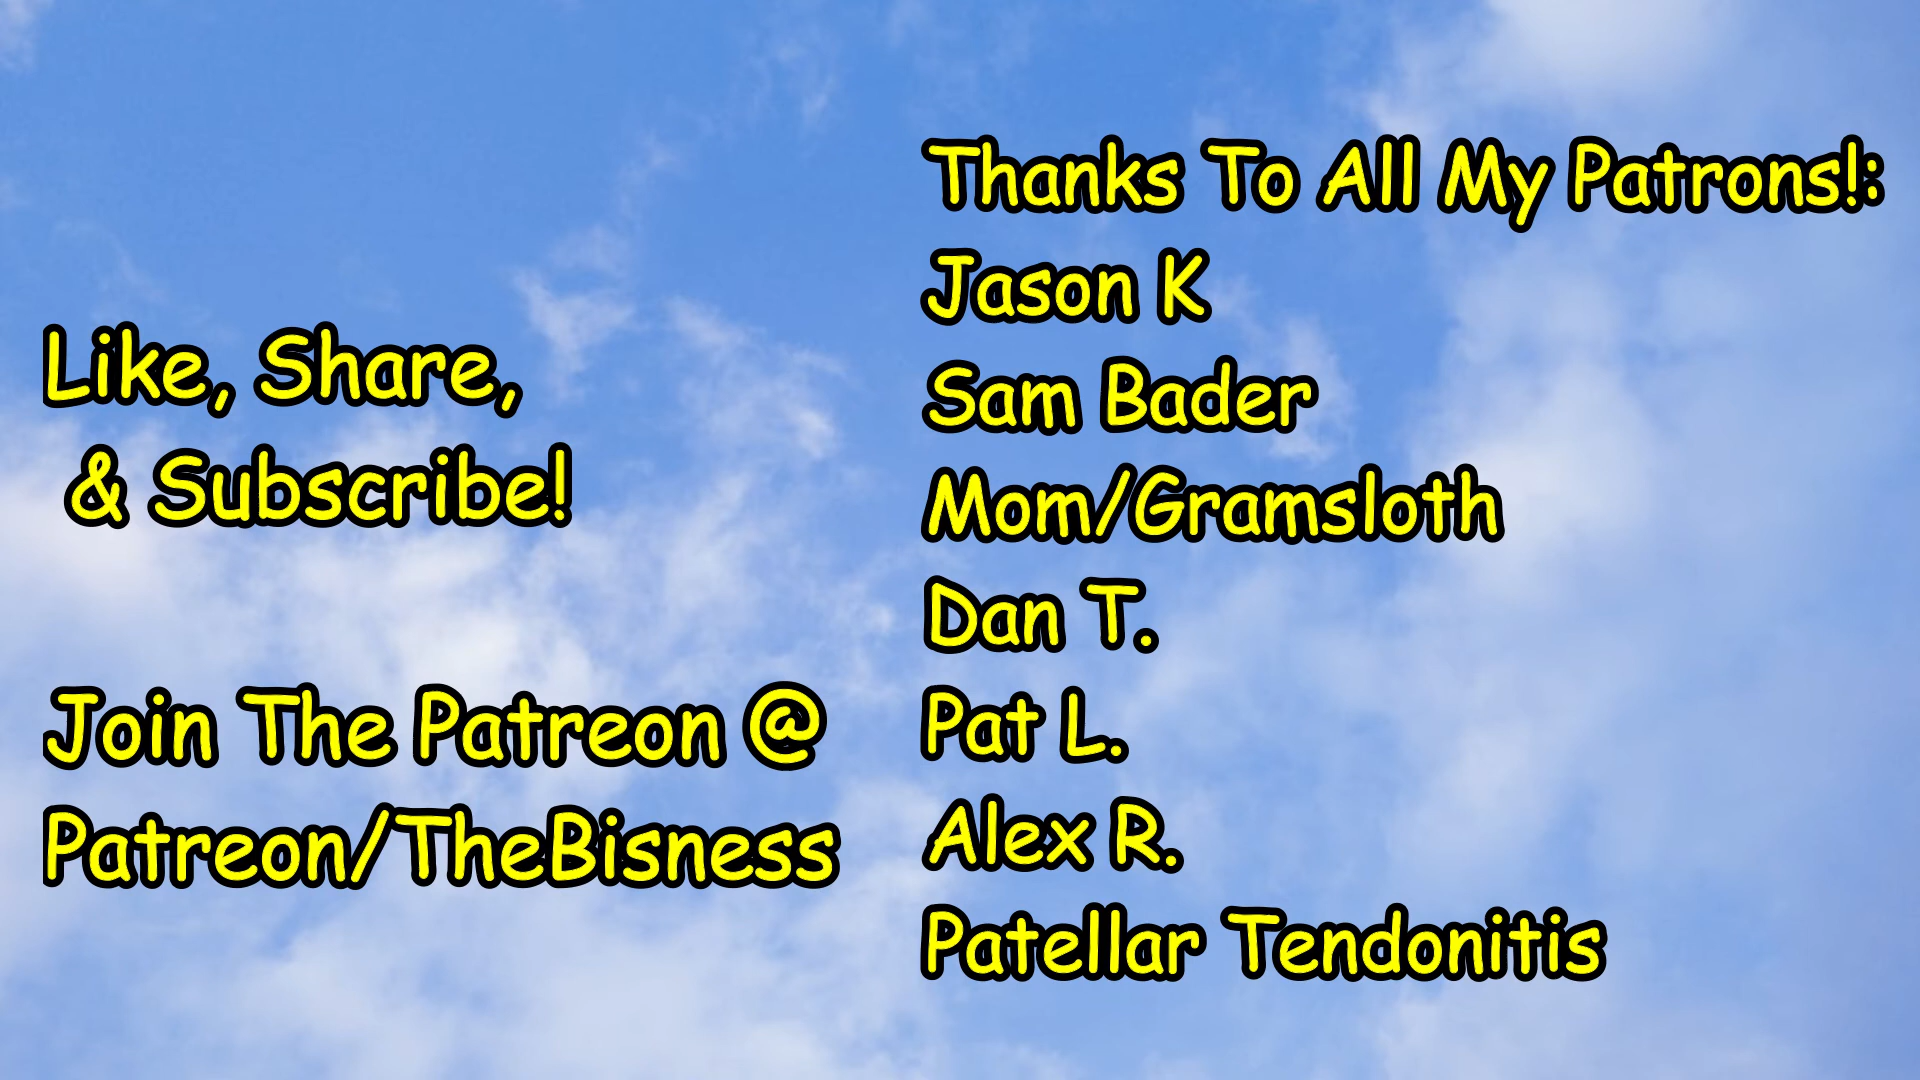 Like, Share,
& Subscribe!
Join The Patreon @
Patreon/TheBisness
Thanks To All My Patrons!:
Jason K
Sam Bader
Mom/Gramsloth
Dan T.
Pat L.
Alex R.
Patellar Tendonitis